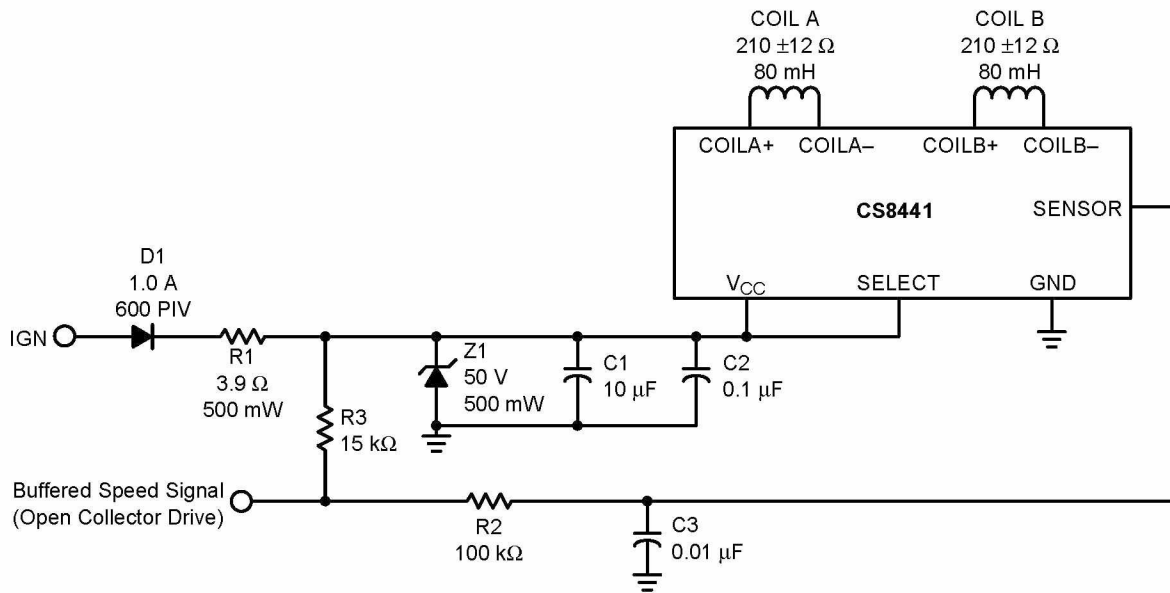 COIL A
210 ±12 Ω
80 mH
COIL B
210 ±12 Ω
80 mH
COILA+
COILA–
COILB+
COILB–
CS8441
SENSOR
VCC
SELECT
GND
D1
1.0 A
600 PIV
IGN
R1
3.9 Ω
500 mW
Z1
50 V
500 mW
C1
10 μF
C2
0.1 μF
R3
15 kΩ
Buffered Speed Signal
(Open Collector Drive)
R2
100 kΩ
C3
0.01 μF